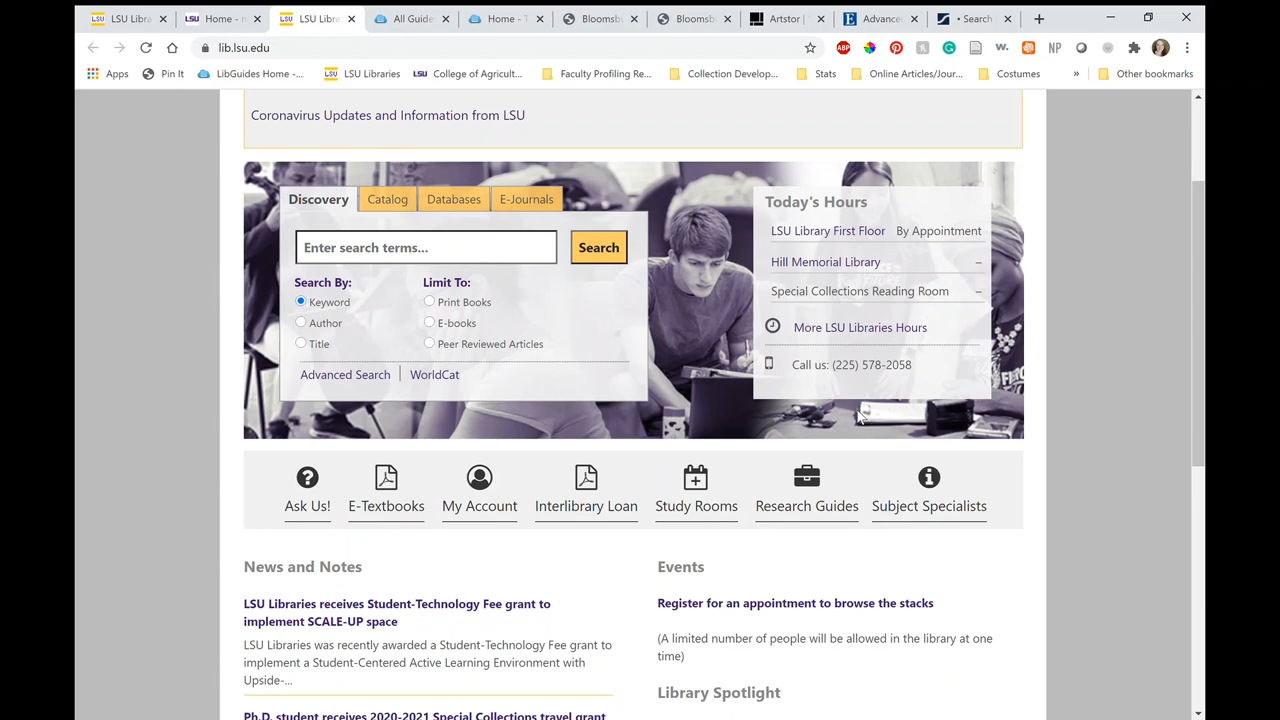 LSU Libra
Home - n
LSU Libra
All Guide
Home - T
Bloomsbu
Bloomsbu
Artstor |
Advanced
• Search
lib.lsu.edu
ABP
W.
NP
Apps
Pin It
LibGuides Home -...
LSU Libraries
LSU College of Agricult...
Faculty Profiling Re...
Collection Develop...
Stats
Online Articles/Jour...
Costumes
»
Other bookmarks
Coronavirus Updates and Information from LSU
Discovery
Catalog
Databases
E-Journals
Enter search terms...
Search
Search By:
Keyword
Author
Title
Limit To:
Print Books
E-books
Peer Reviewed Articles
Advanced Search | WorldCat
Today's Hours
LSU Library First Floor By Appointment
Hill Memorial Library –
Special Collections Reading Room –
More LSU Libraries Hours
Call us: (225) 578-2058
Ask Us!
E-Textbooks
My Account
Interlibrary Loan
Study Rooms
Research Guides
Subject Specialists
News and Notes
LSU Libraries receives Student-Technology Fee grant to
implement SCALE-UP space
LSU Libraries was recently awarded a Student-Technology Fee grant to
implement a Student-Centered Active Learning Environment with
Upside-...
Ph.D. student receives 2020-2021 Special Collections travel grant
Events
Register for an appointment to browse the stacks
(A limited number of people will be allowed in the library at one
time)
Library Spotlight